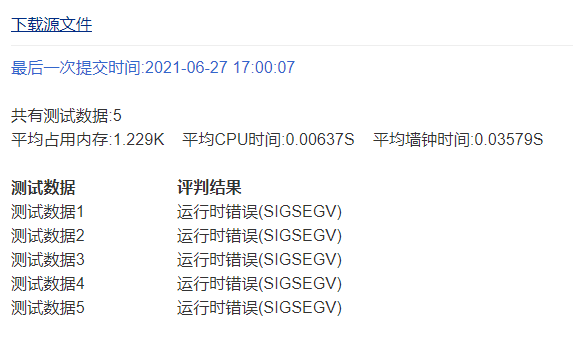 下载源文件
最后一次提交时间:2021-06-27 17:00:07
共有测试数据:5
平均占用内存:1.229K 平均CPU时间:0.00637S 平均墙钟时间:0.03579S
测试数据 评判结果
测试数据1 运行时错误(SIGSEGV)
测试数据2 运行时错误(SIGSEGV)
测试数据3 运行时错误(SIGSEGV)
测试数据4 运行时错误(SIGSEGV)
测试数据5 运行时错误(SIGSEGV)